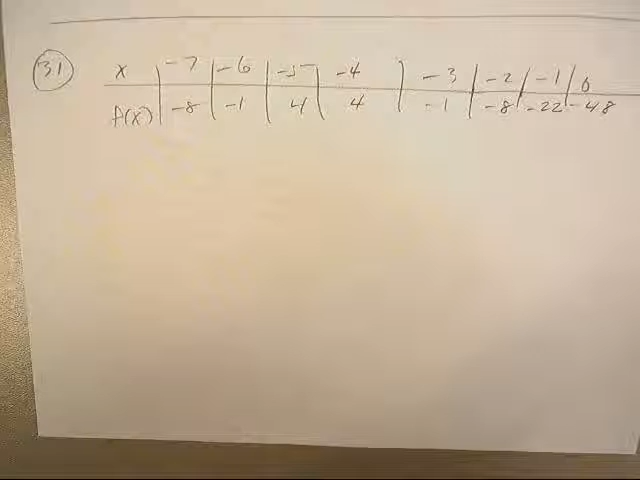 31
x | -7 | -6 | -5 | -4 | -3 | -2 | -1 | 0
f(x) | -8 | -1 | 4 | 4 | -1 | -8 | -22 | -48